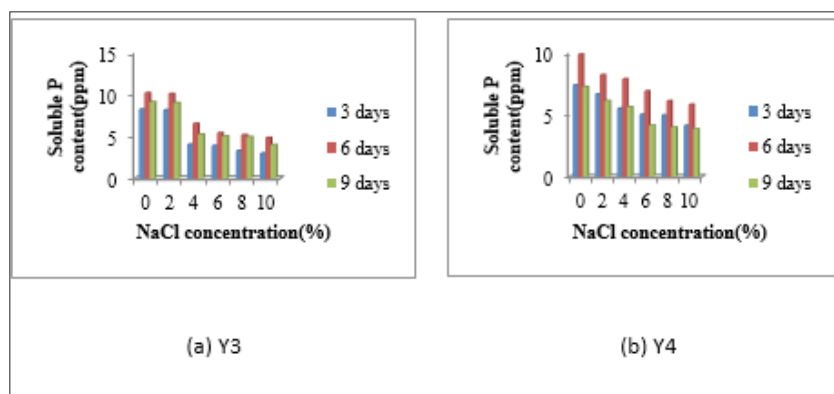 15
10
5
0
Soluble P
content(ppm)
0 2 4 6 8 10
NaCl concentration(%)
3 days
6 days
9 days
(a) Y3
10
5
0
Soluble P
content(ppm)
0 2 4 6 8 10
NaCl concentration(%)
3 days
6 days
9 days
(b) Y4